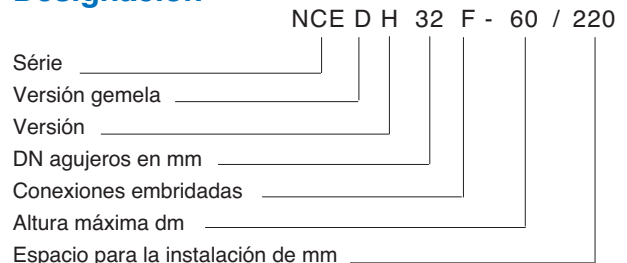 NCE D H 32 F - 60 / 220
Série
Versión gemela
Versión
DN agujeros en mm
Conexiones embridadas
Altura máxima dm
Espacio para la instalación de mm